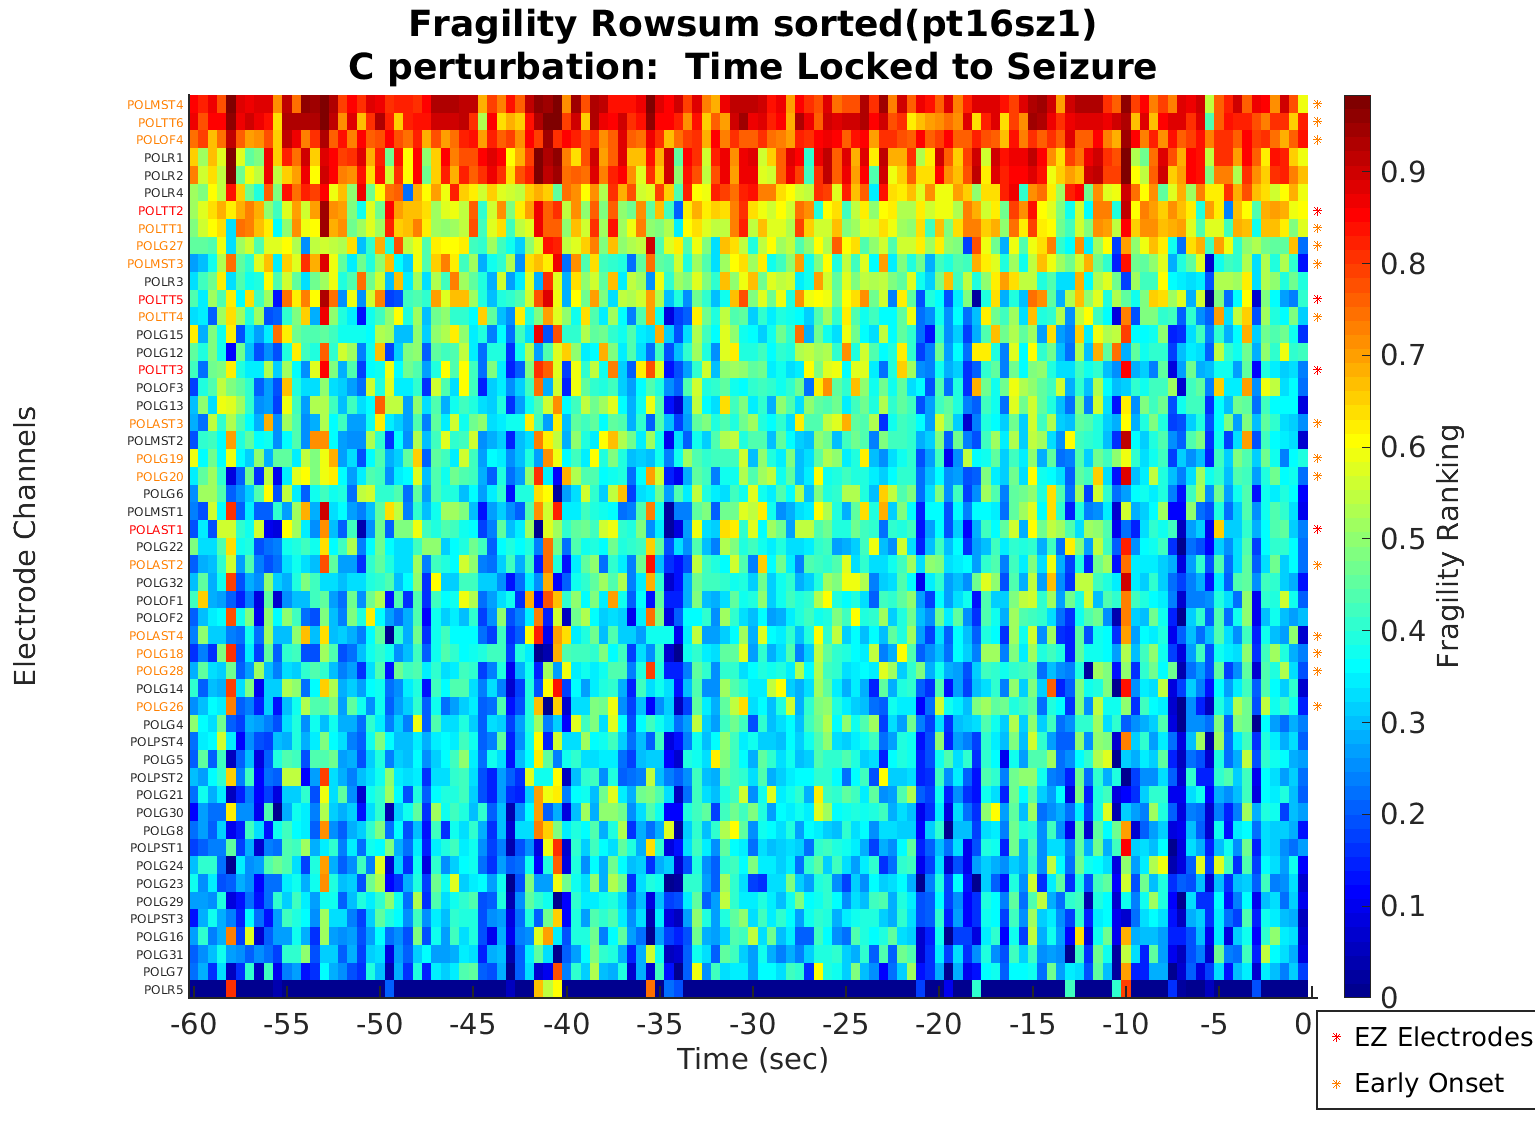 Fragility Rowsum sorted(pt16sz1)
C perturbation:  Time Locked to Seizure
Electrode Channels
POLMST4
POLTT6
POLOF4
POLR1
POLR2
POLR4
POLTT2
POLTT1
POLG27
POLMST3
POLR3
POLTT5
POLTT4
POLG15
POLG12
POLTT3
POLOF3
POLG13
POLAST3
POLMST2
POLG19
POLG20
POLG6
POLMST1
POLAST1
POLG22
POLAST2
POLG32
POLOF1
POLOF2
POLAST4
POLG18
POLG28
POLG14
POLG26
POLG4
POLPST4
POLG5
POLPST2
POLG21
POLG30
POLG8
POLPST1
POLG24
POLG23
POLG29
POLPST3
POLG16
POLG31
POLG7
POLR5
-60 -55 -50 -45 -40 -35 -30 -25 -20 -15 -10 -5 0
Time (sec)
0.9
0.8
0.7
0.6
0.5
0.4
0.3
0.2
0.1
0
Fragility Ranking
EZ Electrodes
Early Onset